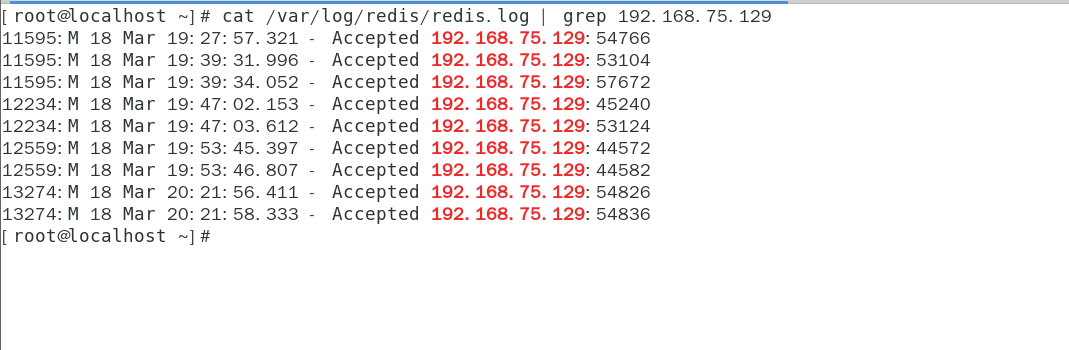 [root@localhost ~]# cat /var/log/redis/redis.log | grep 192.168.75.129
11595:M 18 Mar 19:27:57.321 - Accepted 192.168.75.129:54766
11595:M 18 Mar 19:39:31.996 - Accepted 192.168.75.129:53104
11595:M 18 Mar 19:39:34.052 - Accepted 192.168.75.129:57672
12234:M 18 Mar 19:47:02.153 - Accepted 192.168.75.129:45240
12234:M 18 Mar 19:47:03.612 - Accepted 192.168.75.129:53124
12559:M 18 Mar 19:53:45.397 - Accepted 192.168.75.129:44572
12559:M 18 Mar 19:53:46.807 - Accepted 192.168.75.129:44582
13274:M 18 Mar 20:21:56.411 - Accepted 192.168.75.129:54826
13274:M 18 Mar 20:21:58.333 - Accepted 192.168.75.129:54836
[root@localhost ~]#